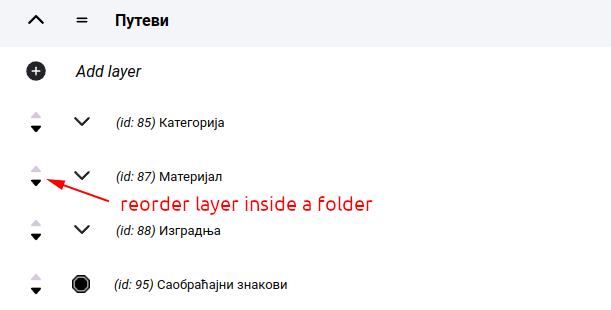 Путеви
Add layer
(id: 85) Категорија
(id: 87) Материјал
reorder layer inside a folder
(id: 88) Изградња
(id: 95) Саобраћајни знакови